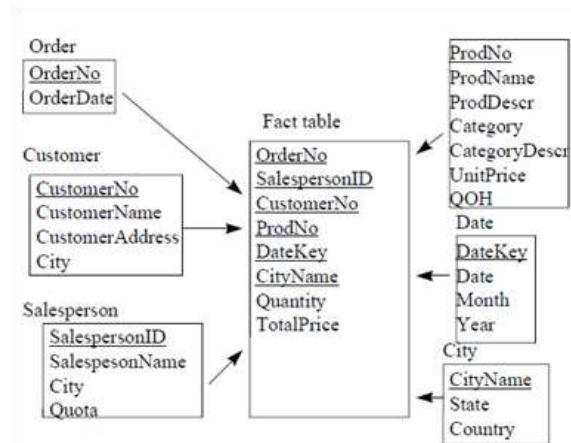 Order
OrderNo
OrderDate
Customer
CustomerNo
CustomerName
CustomerAddress
City
Salesperson
SalespersonID
SalespesonName
City
Quota
Fact table
OrderNo
SalespersonID
CustomerNo
ProdNo
DateKey
CityName
Quantity
TotalPrice
ProdNo
ProdName
ProdDescr
Category
CategoryDescr
UnitPrice
QOH
Date
DateKey
Date
Month
Year
City
CityName
State
Country